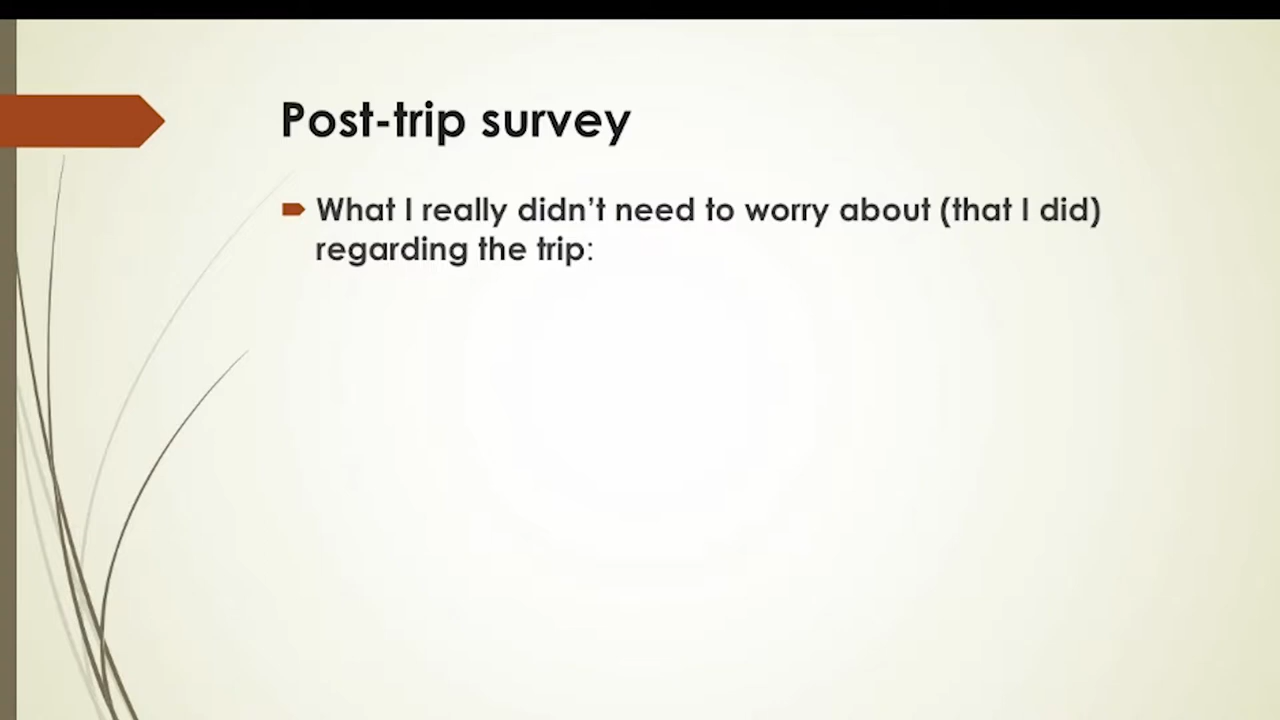 Post-trip survey
What I really didn’t need to worry about (that I did)
regarding the trip: